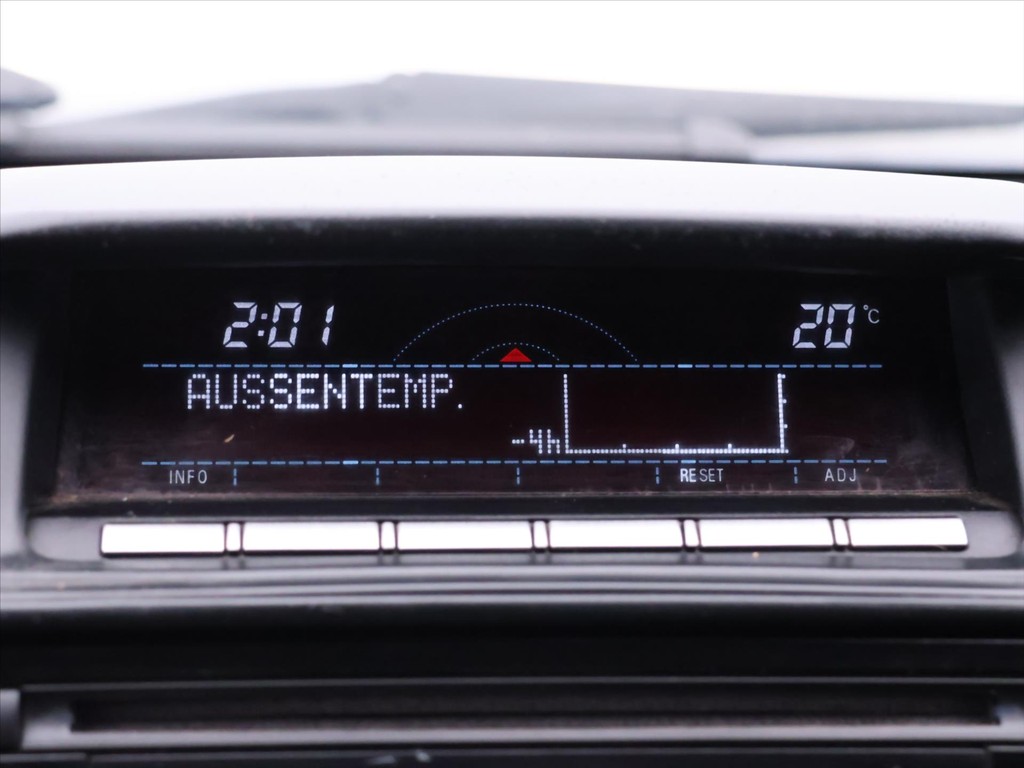 2:01 20°C
AUSSENTEMP.
-4h
INFO RESET ADJ